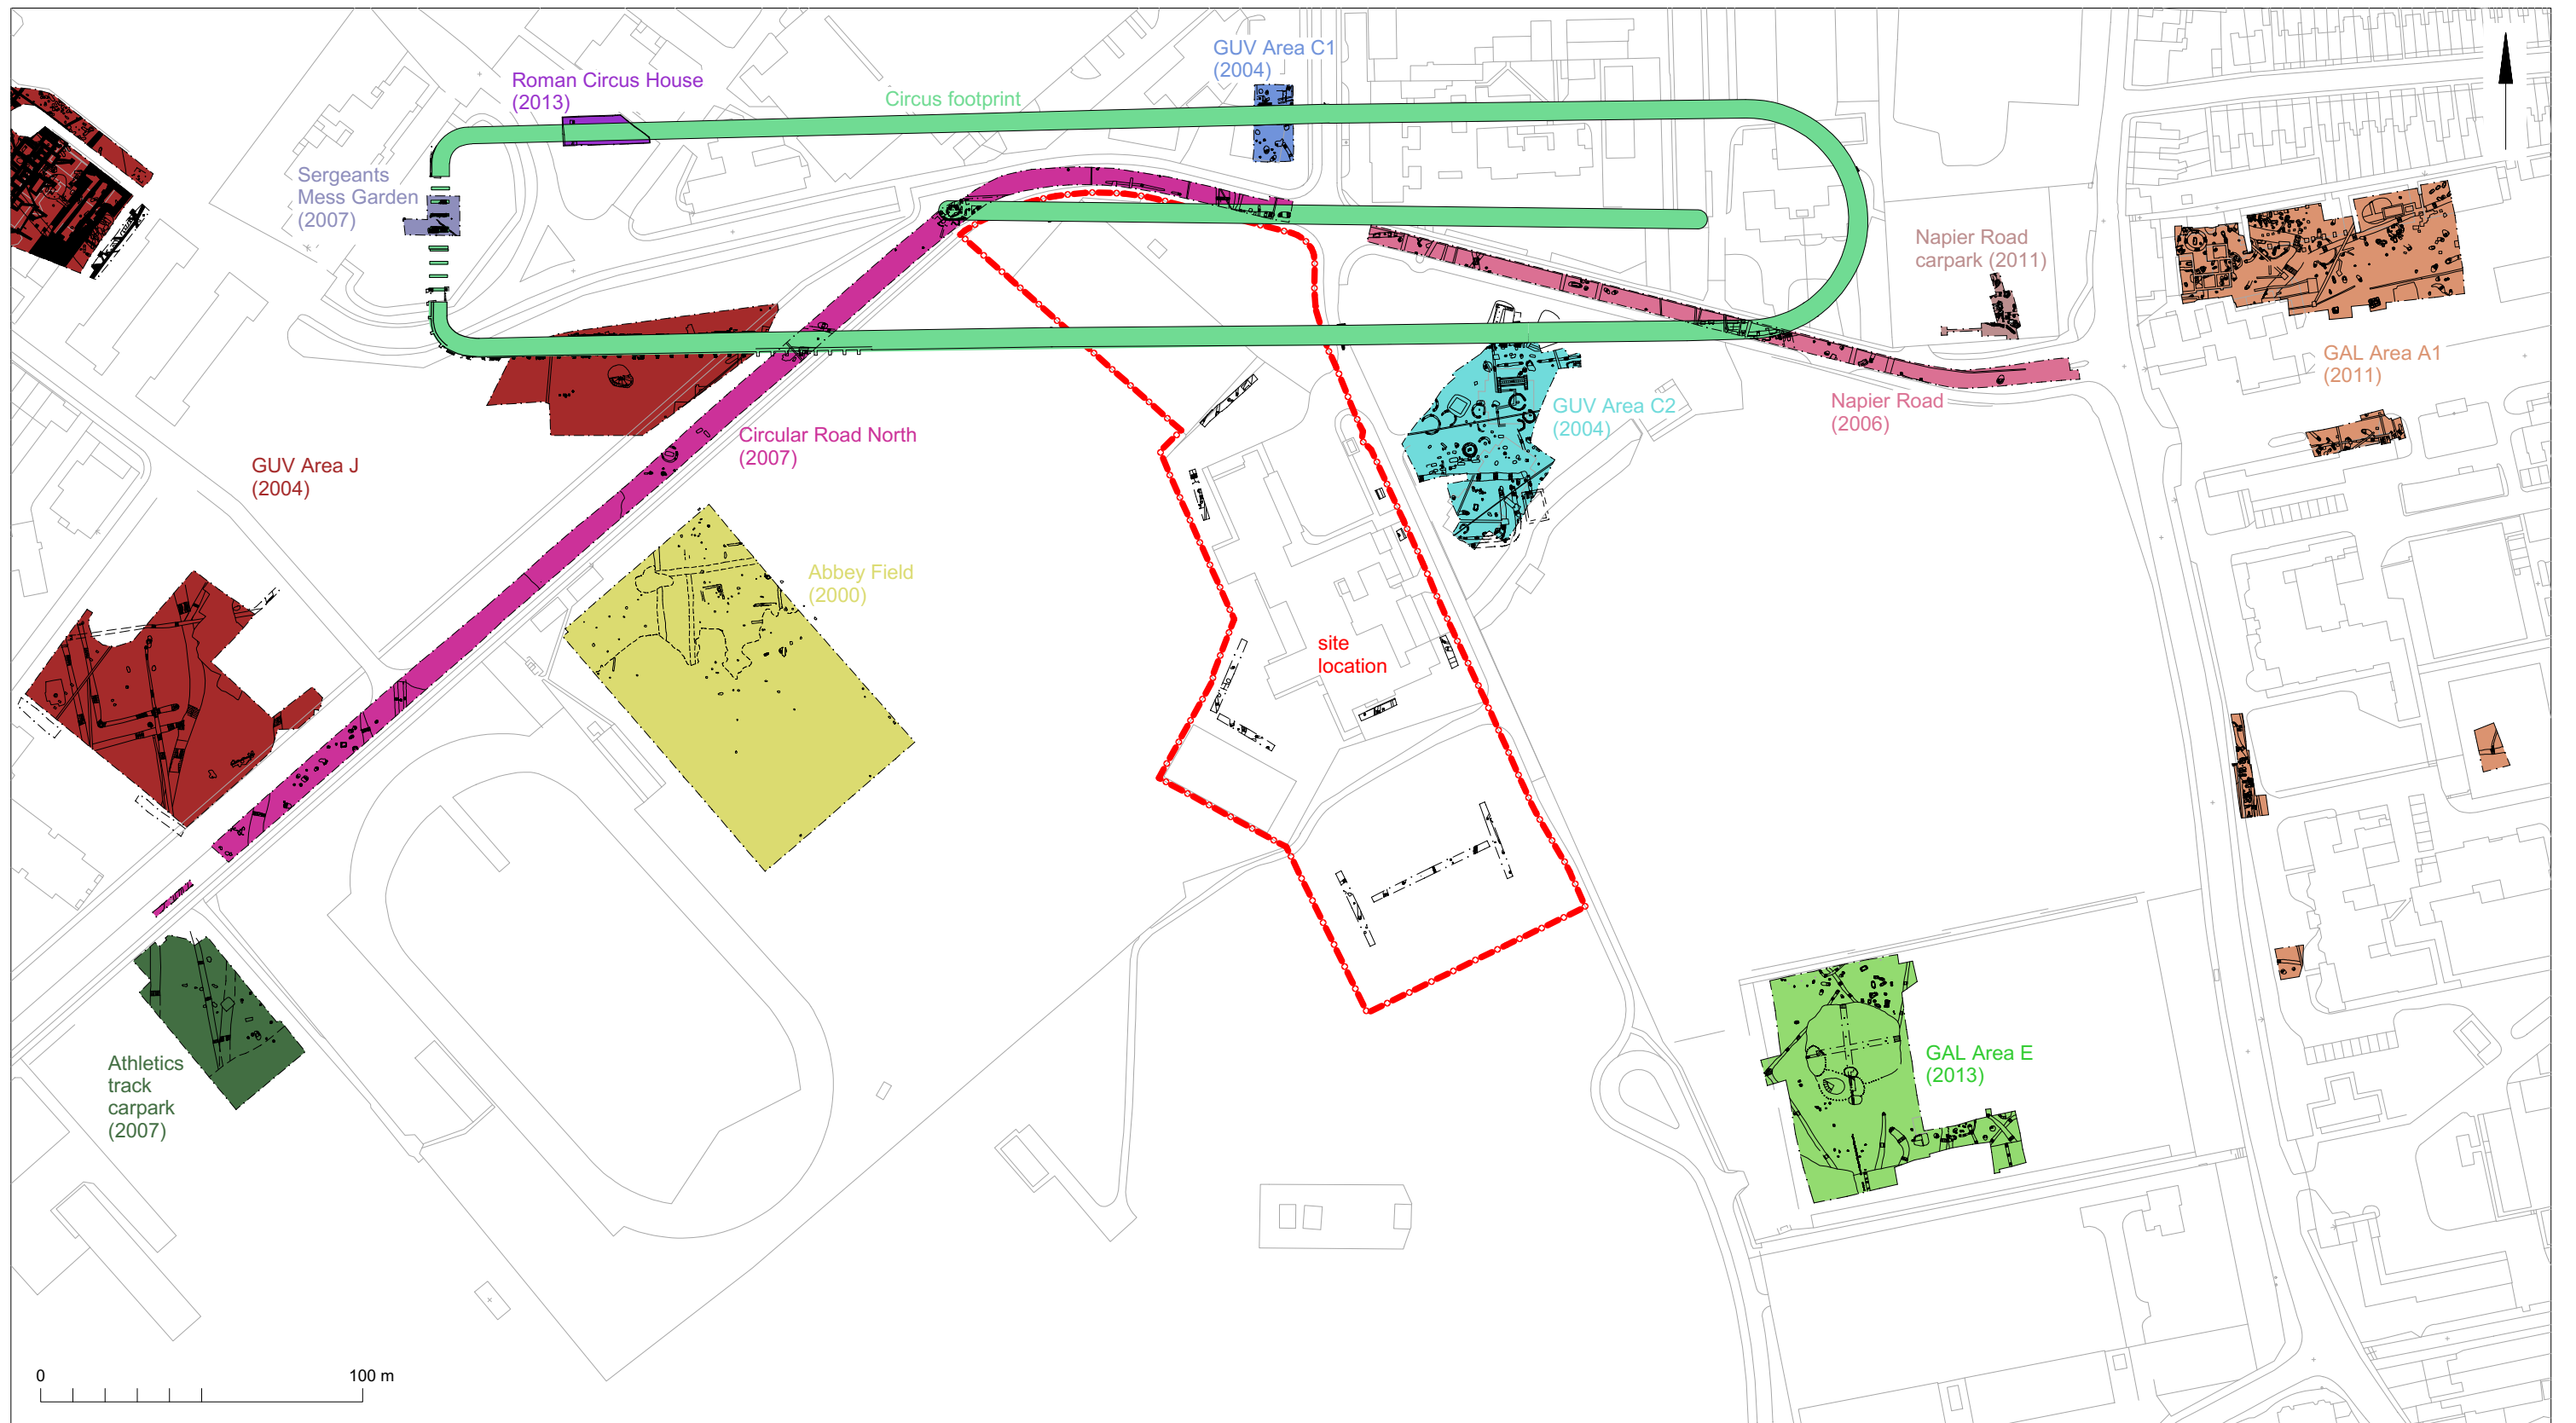 GUV Area C1
(2004)
Roman Circus House
(2013)
Circus footprint
Sergeants
Mess Garden
(2007)
Napier Road
carpark (2011)
GAL Area A1
(2011)
Napier Road
(2006)
GUV Area C2
(2004)
Circular Road North
(2007)
GUV Area J
(2004)
Abbey Field
(2000)
site
location
Athletics
track
carpark
(2007)
GAL Area E
(2013)
0 100 m